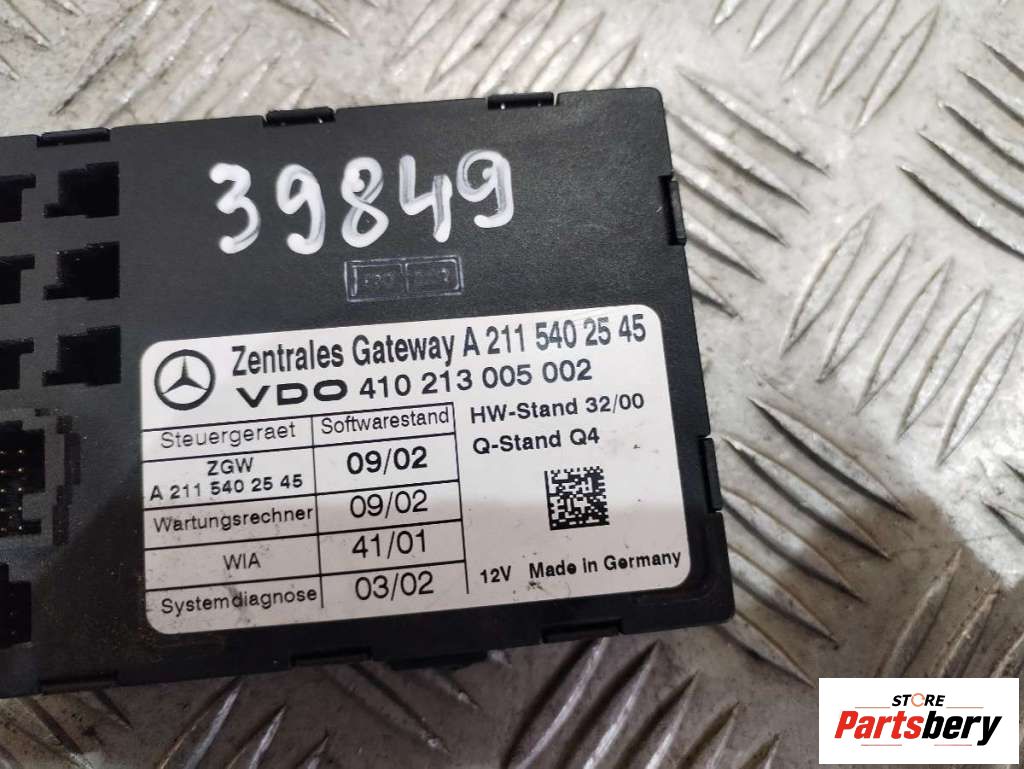 39849
Zentrales Gateway A 211 540 25 45
VDO 410 213 005 002
Steuergeraet Softwarestand
HW-Stand 32/00
Q-Stand Q4
ZGW
A 211 540 25 45 09/02
Wartungsrechner 09/02
WIA 41/01
Systemdiagnose 03/02
12V Made in Germany
STORE
Partsbery